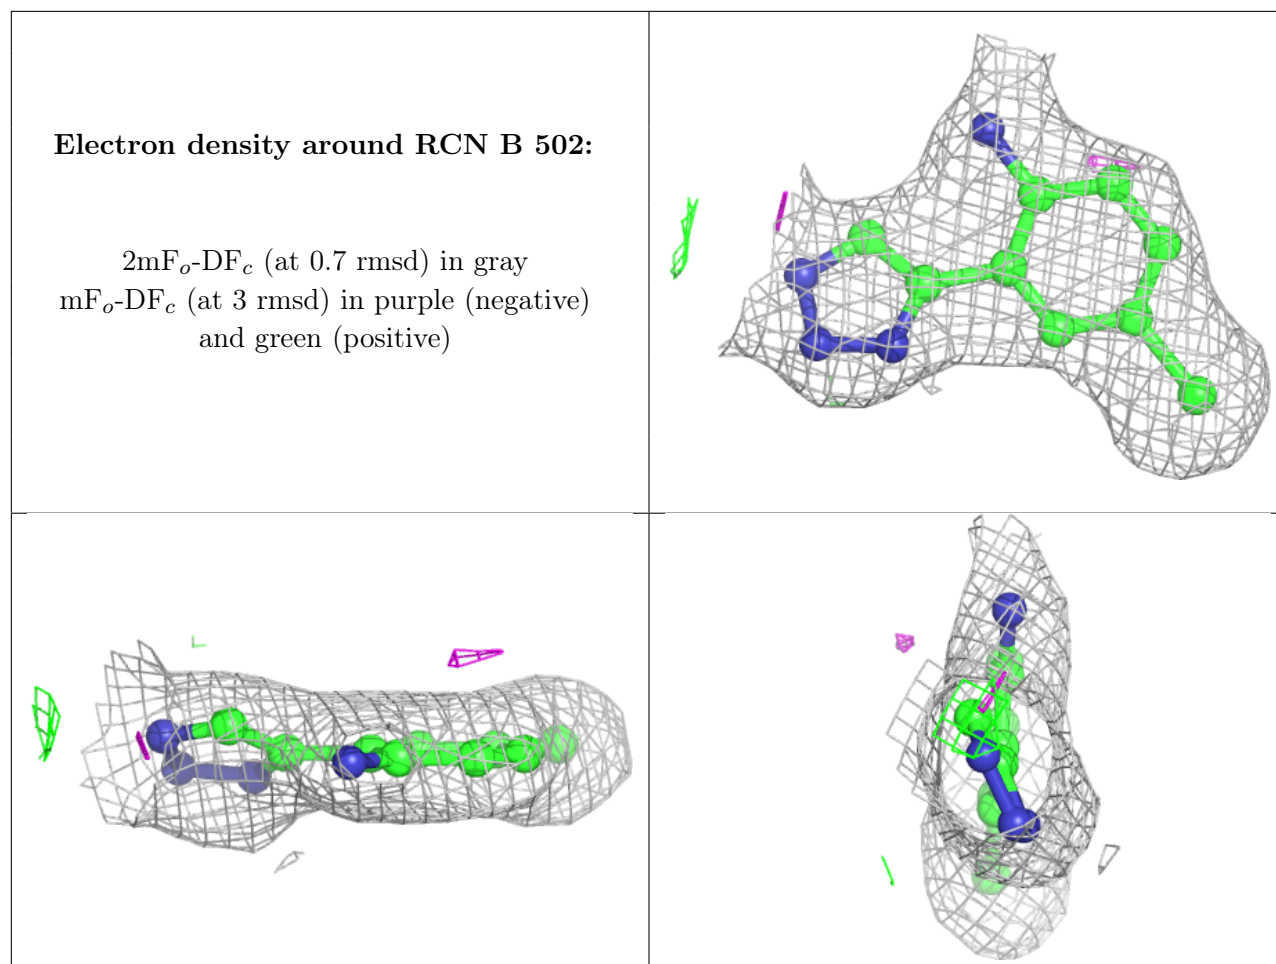 Electron density around RCN B 502:
2mFo-DFc (at 0.7 rmsd) in gray
mFo-DFc (at 3 rmsd) in purple (negative)
and green (positive)